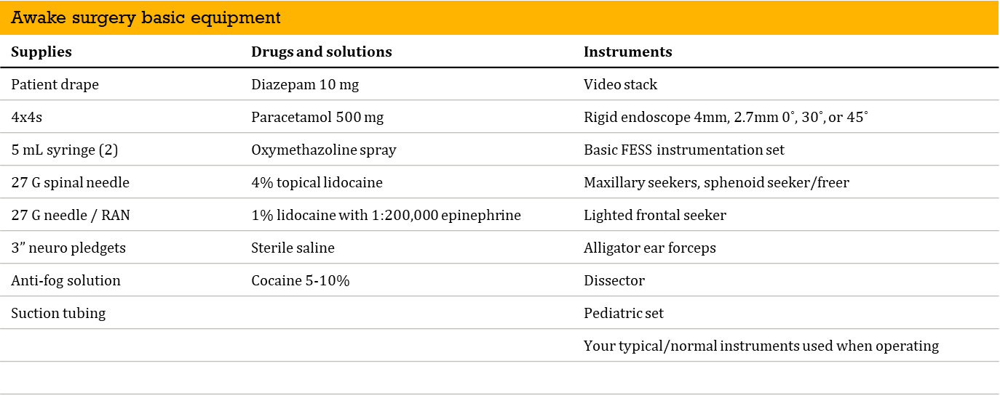 Awake surgery basic equipment
Supplies Drugs and solutions Instruments
Patient drape Diazepam 10 mg Video stack
4x4s Paracetamol 500 mg Rigid endoscope 4mm, 2.7mm 0˚, 30˚, or 45˚
5 mL syringe (2) Oxymethazoline spray Basic FESS instrumentation set
27 G spinal needle 4% topical lidocaine Maxillary seekers, sphenoid seeker/freer
27 G needle / RAN 1% lidocaine with 1:200,000 epinephrine Lighted frontal seeker
3” neuro pledgets Sterile saline Alligator ear forceps
Anti-fog solution Cocaine 5-10% Dissector
Suction tubing Pediatric set
Your typical/normal instruments used when operating